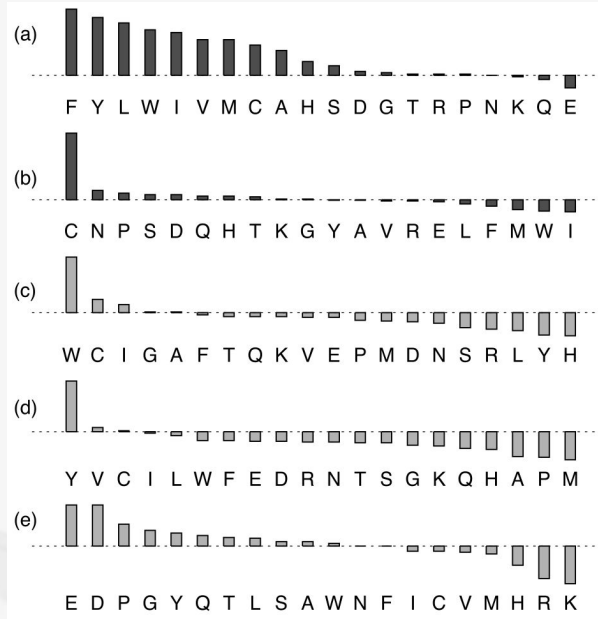 (a)
F Y L W I V M C A H S D G T R P N K Q E
(b)
C N P S D Q H T K G Y A V R E L F M W I
(c)
W C I G A F T Q K V E P M D N S R L Y H
(d)
Y V C I L W F E D R N T S G K Q H A P M
(e)
E D P G Y Q T L S A W N F I C V M H R K